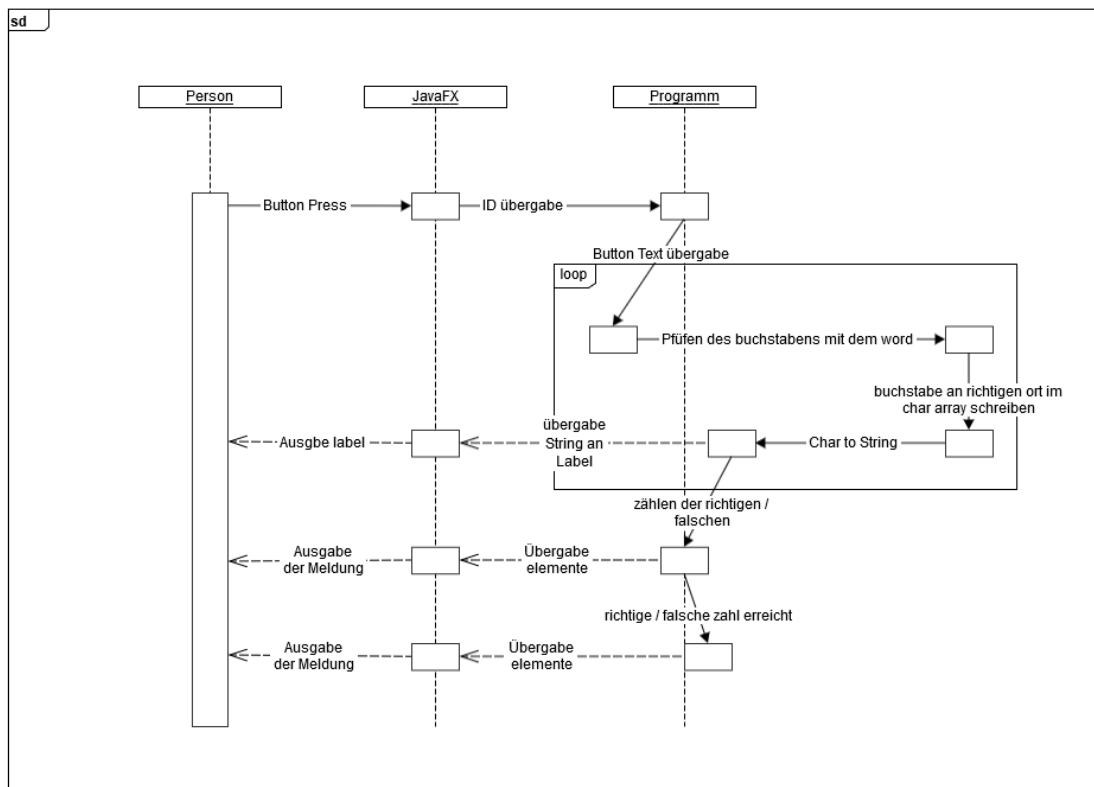 sd
Person
JavaFX
Programm
Button Press
ID übergabe
Button Text übergabe
loop
Pfüfen des buchstabens mit dem word
buchstabe an richtigen ort im
char array schreiben
Ausgbe label
übergabe
String an
Label
Char to String
zählen der richtigen /
falschen
Ausgabe
der Meldung
Übergabe
elemente
richtige / falsche zahl erreicht
Ausgabe
der Meldung
Übergabe
elemente